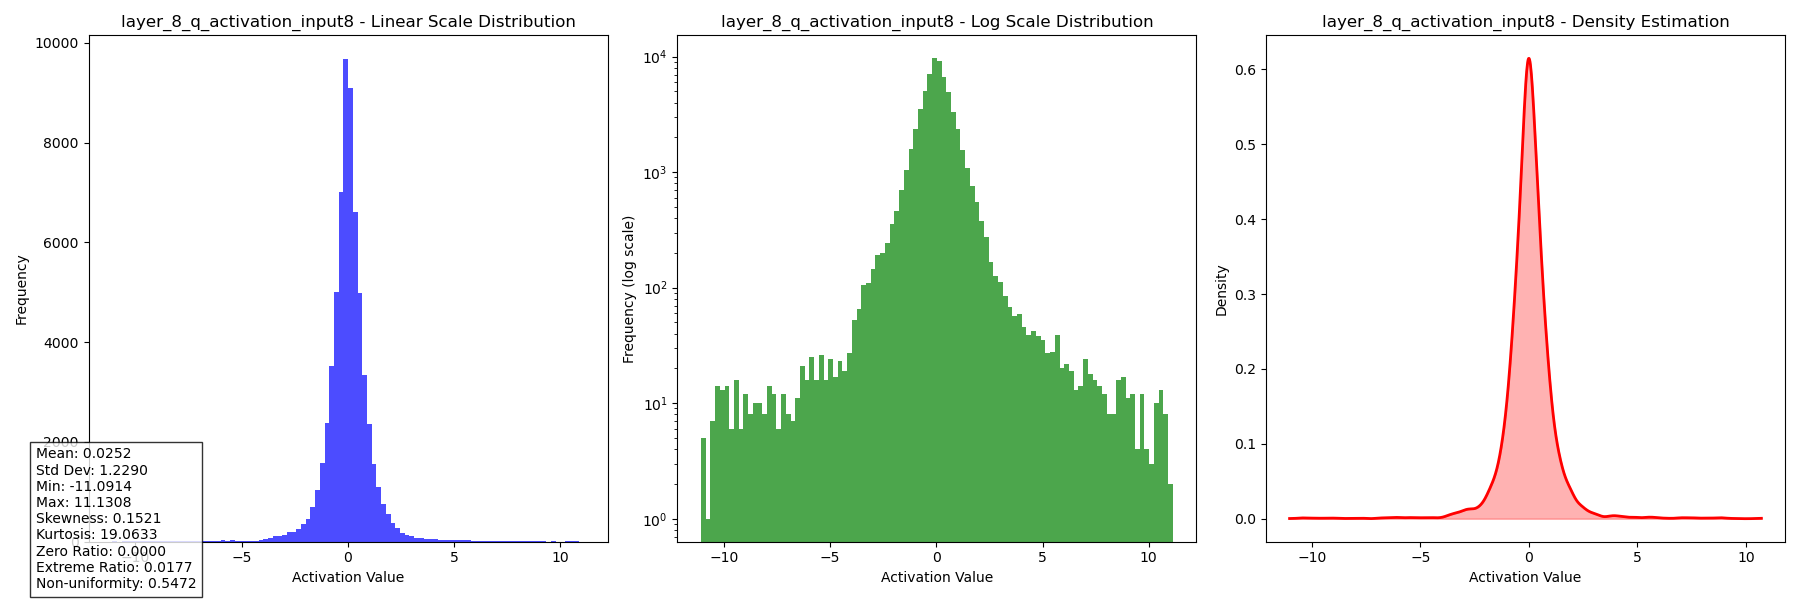 layer_8_q_activation_input8 - Linear Scale Distribution
10000
8000
6000
4000
2000
0
Frequency
−10
−5
0
5
10
Activation Value
Mean: 0.0252
Std Dev: 1.2290
Min: -11.0914
Max: 11.1308
Skewness: 0.1521
Kurtosis: 19.0633
Zero Ratio: 0.0000
Extreme Ratio: 0.0177
Non-uniformity: 0.5472
layer_8_q_activation_input8 - Log Scale Distribution
10⁴
10³
10²
10¹
10⁰
Frequency (log scale)
−10
−5
0
5
10
Activation Value
layer_8_q_activation_input8 - Density Estimation
0.6
0.5
0.4
0.3
0.2
0.1
0.0
Density
−10
−5
0
5
10
Activation Value